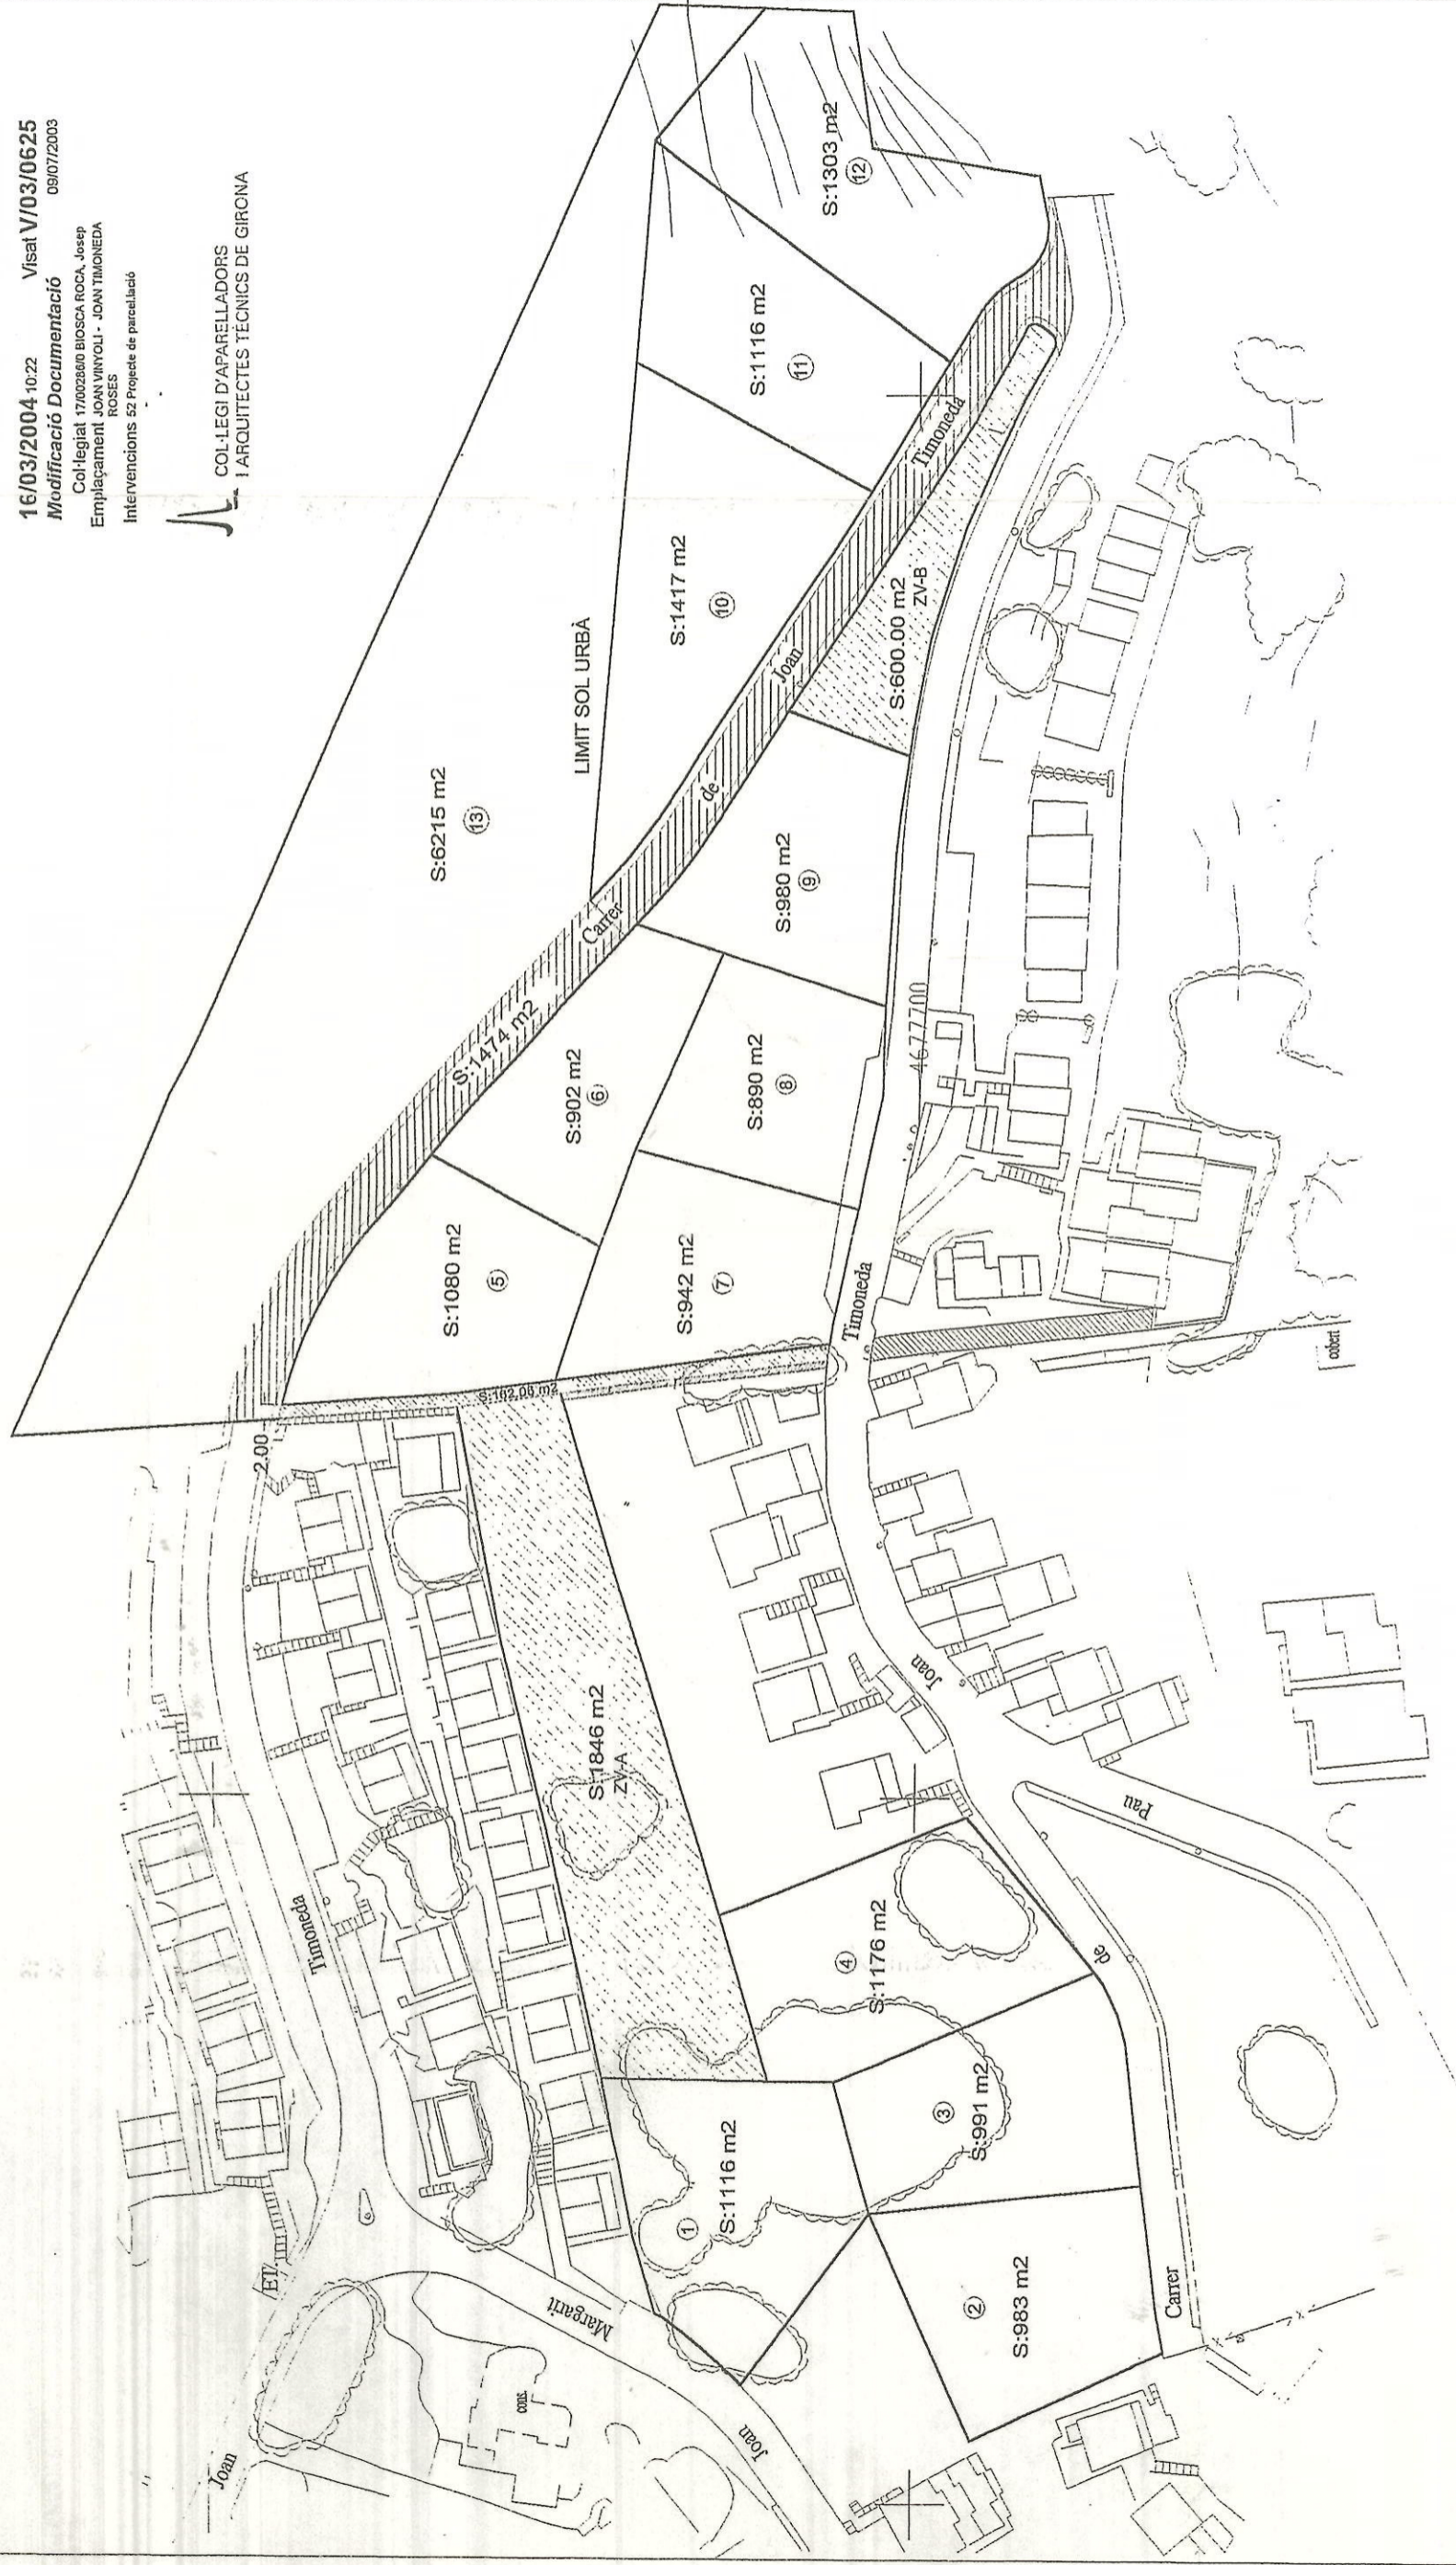 16/03/2004 10:22 Visat V/03/0625
Modificació Documentació 09/07/2003
Col·legiat 17/00286/0 BIOSCA ROCA, Josep
Emplaçament JOAN VINYOLI - JOAN TIMONEDA
ROSES
Intervencions 52 Projecte de parcel.lació
COL·LEGI D'APARELLADORS
I ARQUITECTES TÈCNICS DE GIRONA
S:6215 m2
13
LIMIT SOL URBÀ
S:1417 m2
10
S:1116 m2
11
S:1303 m2
12
S:1474 m2
Carrer
de
Joan
Timoneda
S:600.00 m2
ZV-B
S:1080 m2
5
S:902 m2
6
S:942 m2
7
S:890 m2
8
S:980 m2
9
4677700
2.00
S:162.06 m2
Timoneda
cobert
S:1846 m2
ZV-A
Timoneda
Joan
Pau
4
S:1176 m2
de
3
S:991 m2
1
S:1116 m2
2
S:983 m2
Carrer
E.T.
Margarit
Joan
Joan
cons.